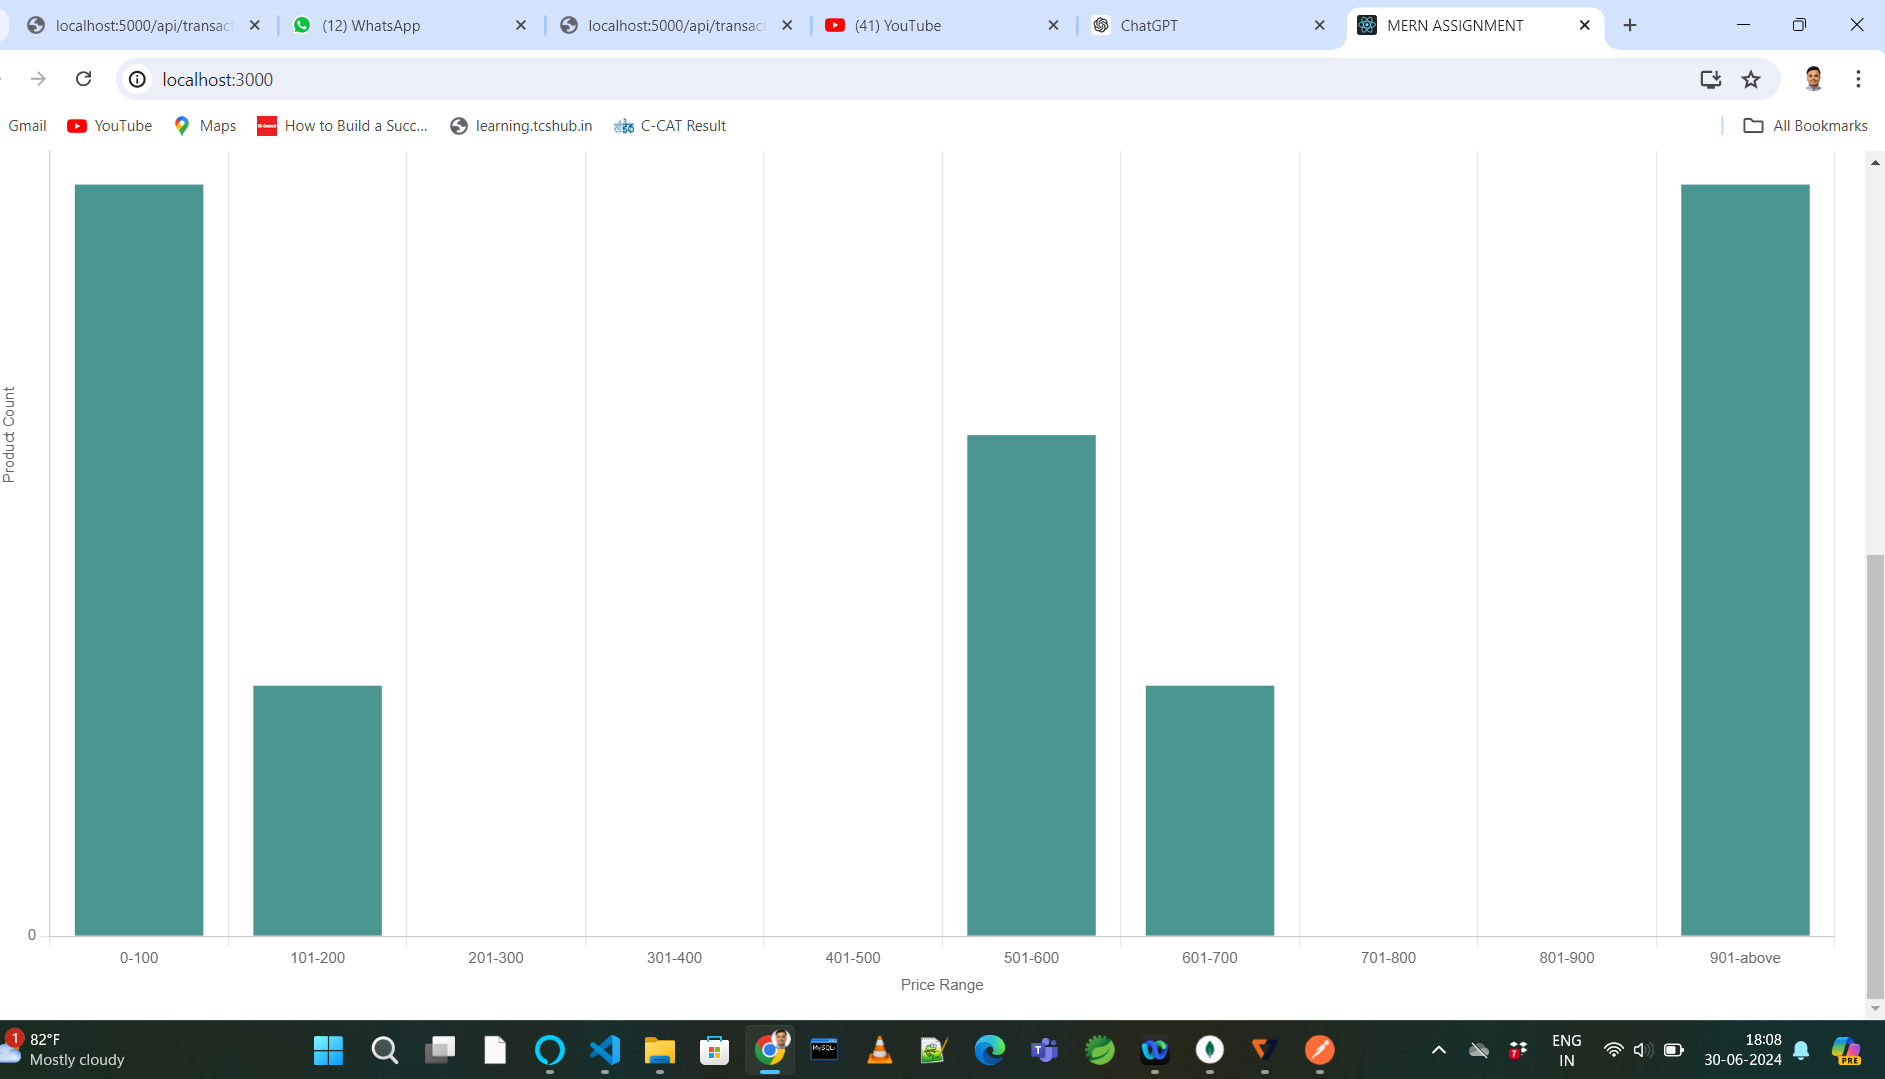 localhost:5000/api/transact
(12) WhatsApp
localhost:5000/api/transact
(41) YouTube
ChatGPT
MERN ASSIGNMENT
localhost:3000
Gmail
YouTube
Maps
How to Build a Succ...
learning.tcshub.in
C-CAT Result
All Bookmarks
Product Count
0
0-100
101-200
201-300
301-400
401-500
501-600
601-700
701-800
801-900
901-above
Price Range
1
82°F
Mostly cloudy
MySQL
7
ENG
IN
18:08
30-06-2024
PRE